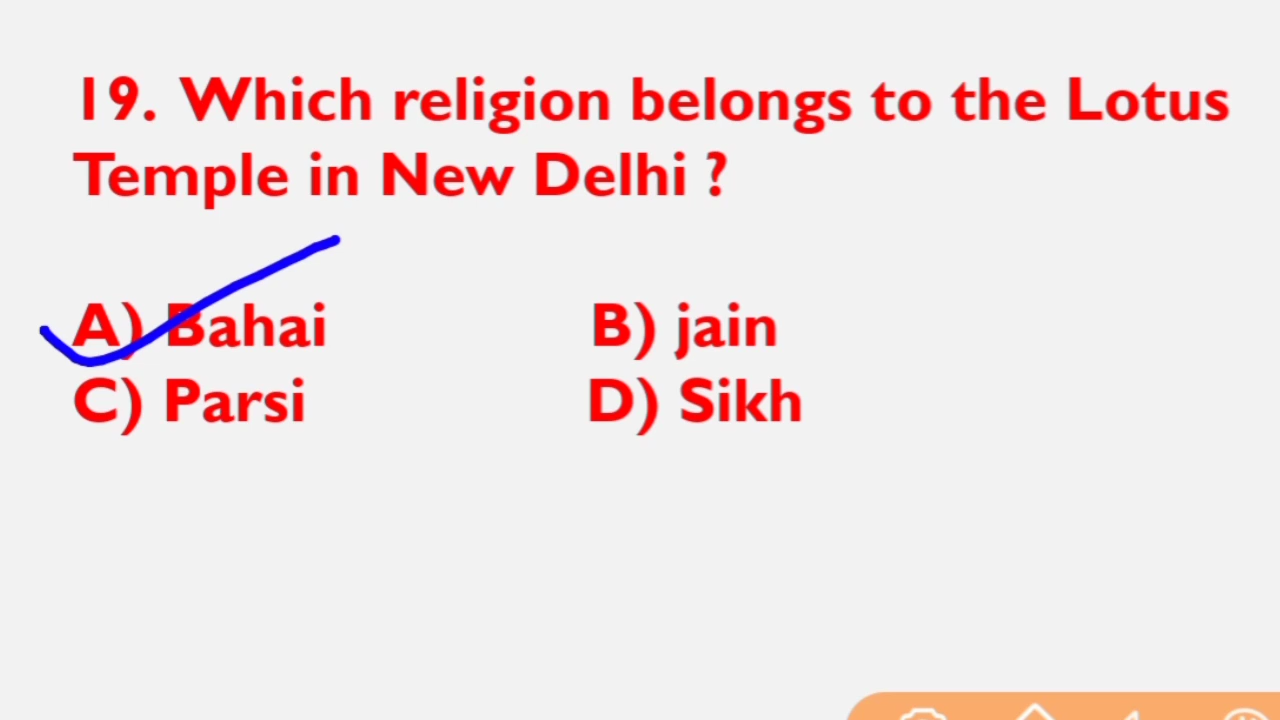 19. Which religion belongs to the Lotus
Temple in New Delhi ?
A) Bahai B) jain
C) Parsi D) Sikh